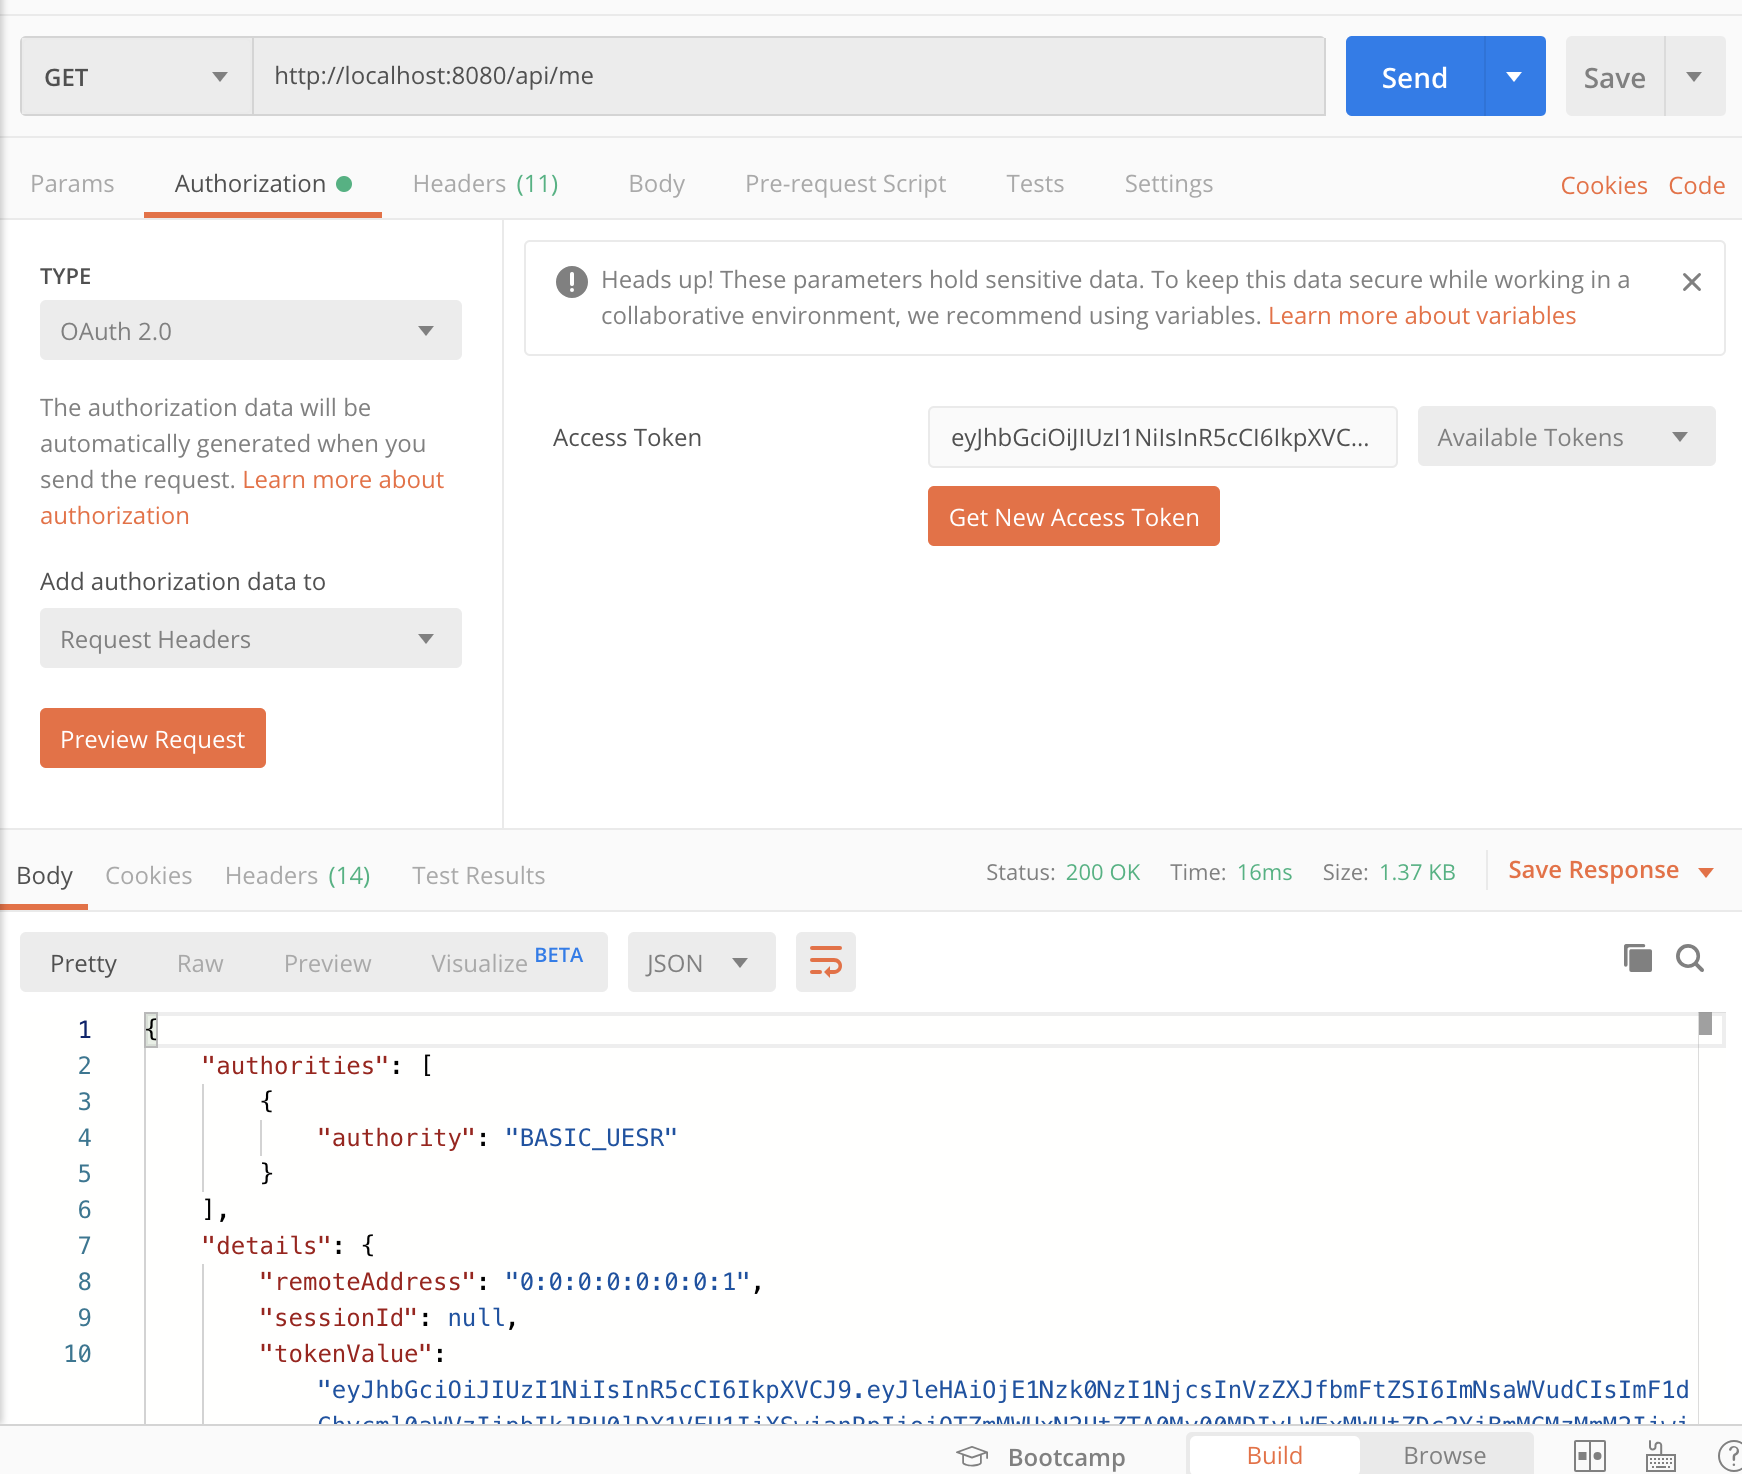 GET http://localhost:8080/api/me Send Save
Params Authorization Headers (11) Body Pre-request Script Tests Settings Cookies Code
TYPE
OAuth 2.0
The authorization data will be
automatically generated when you
send the request. Learn more about
authorization
Add authorization data to
Request Headers
Preview Request
Heads up! These parameters hold sensitive data. To keep this data secure while working in a
collaborative environment, we recommend using variables. Learn more about variables
Access Token eyJhbGciOiJIUzI1NiIsInR5cCI6IkpXVC... Available Tokens
Get New Access Token
Body Cookies Headers (14) Test Results Status: 200 OK Time: 16ms Size: 1.37 KB Save Response
Pretty Raw Preview Visualize BETA JSON
1 {
2 "authorities": [
3 {
4 "authority": "BASIC_UESR"
5 }
6 ],
7 "details": {
8 "remoteAddress": "0:0:0:0:0:0:0:1",
9 "sessionId": null,
10 "tokenValue":
"eyJhbGciOiJIUzI1NiIsInR5cCI6IkpXVCJ9.eyJleHAiOjE1Nzk0NzI1NjcsInVzZXJfbmFtZSI6ImNsaWVudCIsImF1d
Bootcamp Build Browse